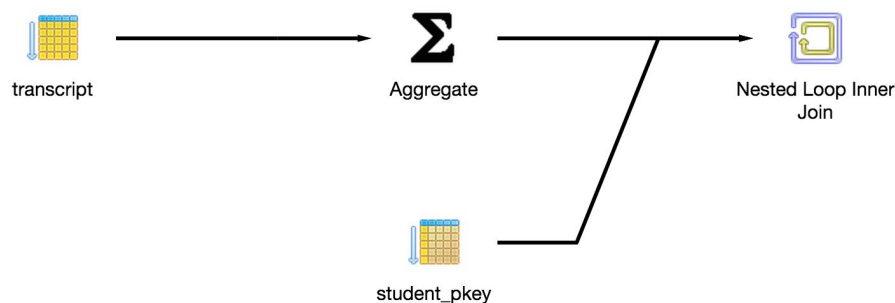 transcript
Aggregate
Nested Loop Inner
Join
student_pkey